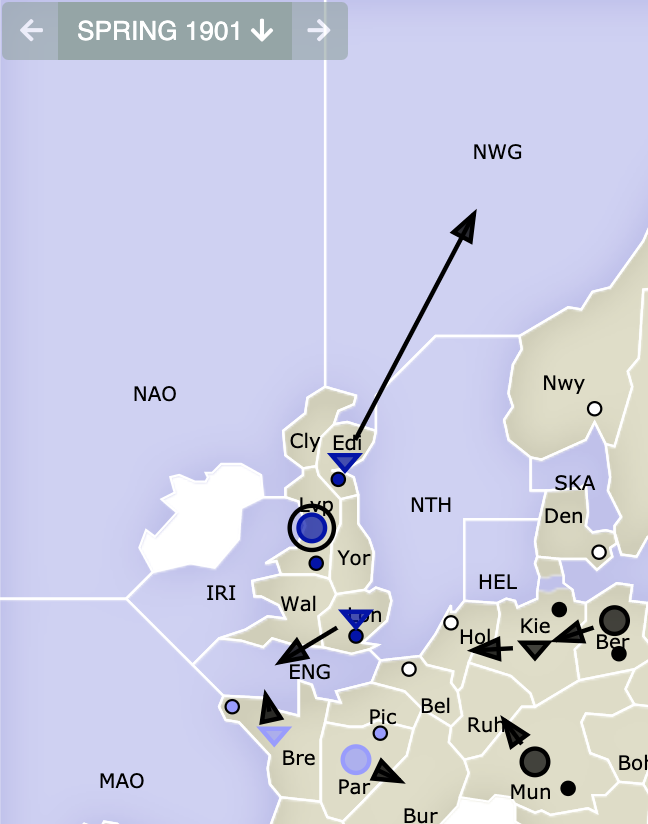 ← SPRING 1901 ↓ →
NWG
Nwy
NAO
Cly Edi
SKA
Lvp
NTH
Den
Yor
HEL
IRI
Wal
Lon
Kie
Hol
Ber
ENG
Bel
Pic
Ruh
Bre
Boh
MAO
Par
Mun
Bur